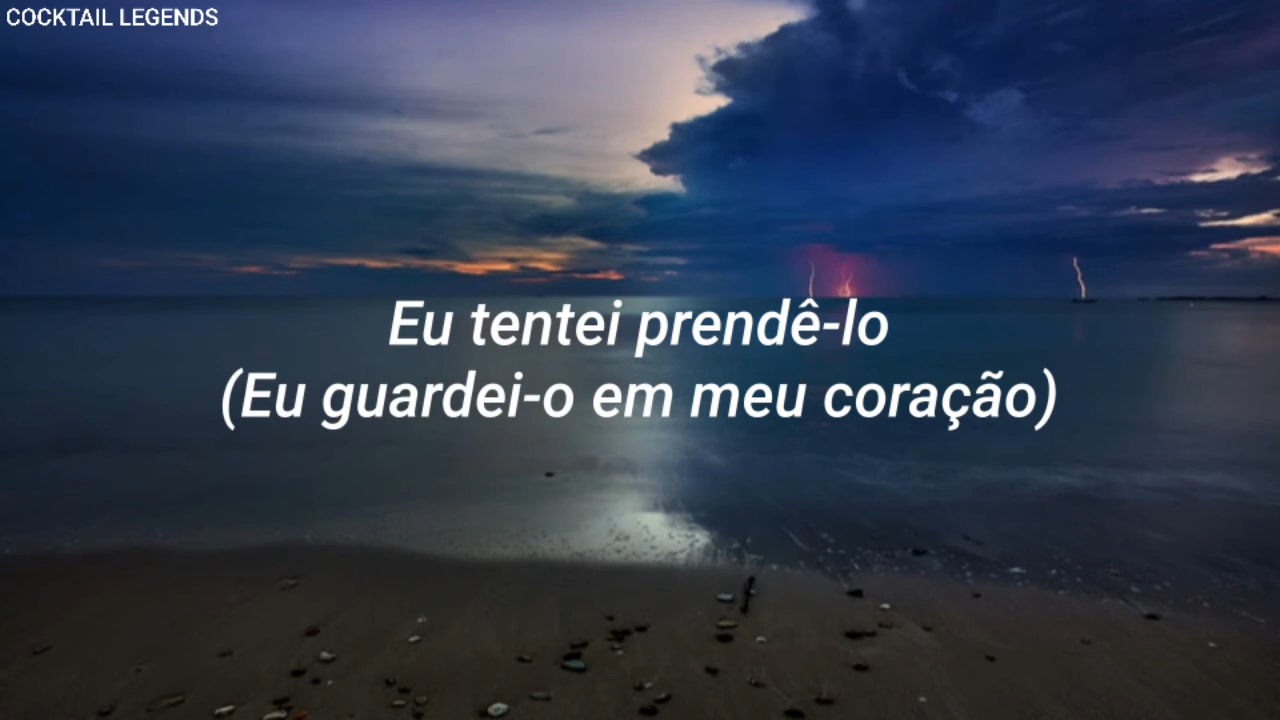 COCKTAIL LEGENDS
Eu tentei prendê-lo
(Eu guardei-o em meu coração)